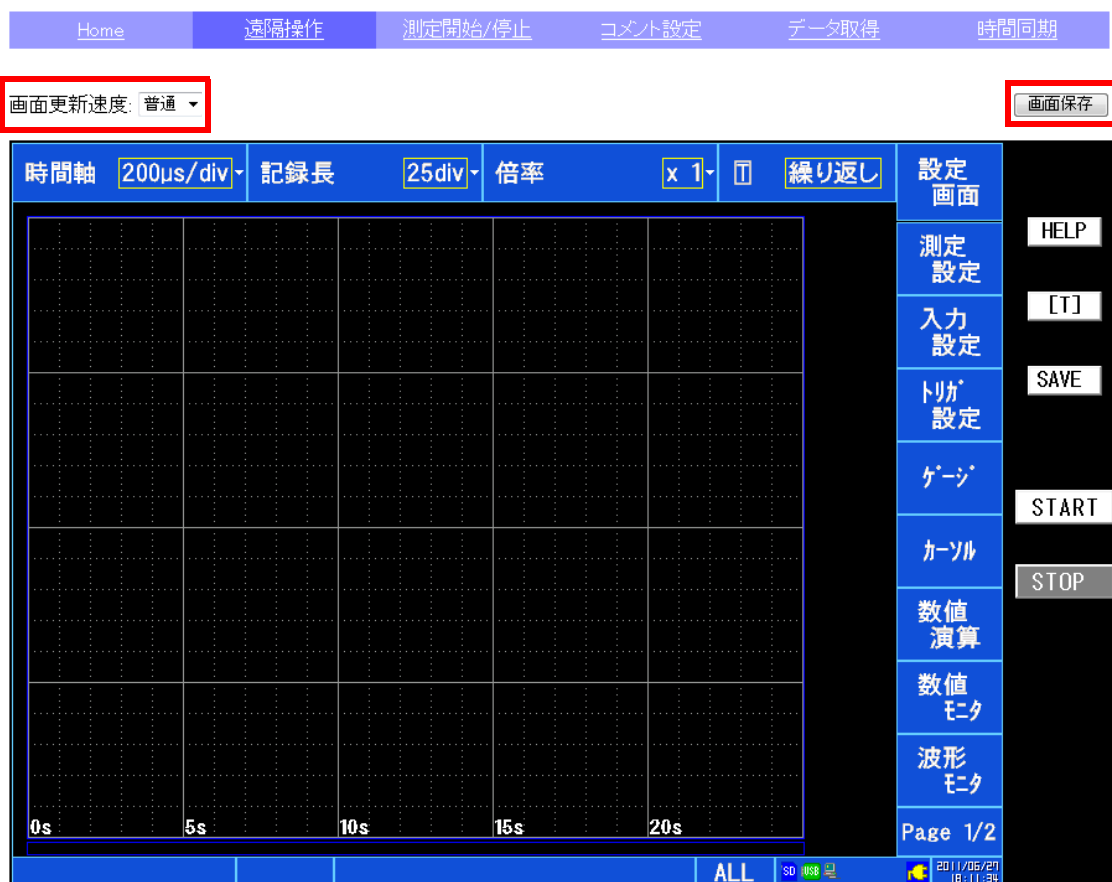 Home 遠隔操作 測定開始/停止 コメント設定 データ取得 時間同期
画面更新速度: 普通
画面保存
時間軸 200µs/div 記録長 25div 倍率 x 1 T 繰り返し
設定
画面
測定
設定
入力
設定
ﾄﾘｶﾞ
設定
ｹﾞｰｼﾞ
ｶｰｿﾙ
数値
演算
数値
ﾓﾆﾀ
波形
ﾓﾆﾀ
Page 1/2
HELP
[T]
SAVE
START
STOP
0s 5s 10s 15s 20s
ALL SD USB
2011/06/27
18:11:34